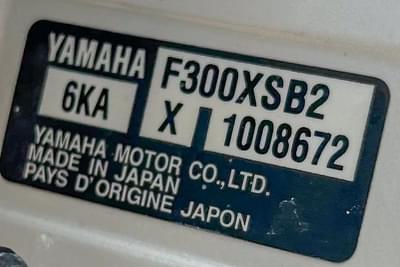 YAMAHA F300XSB2
6KA X 1008672
YAMAHA MOTOR CO.,LTD.
MADE IN JAPAN
PAYS D'ORIGINE JAPON